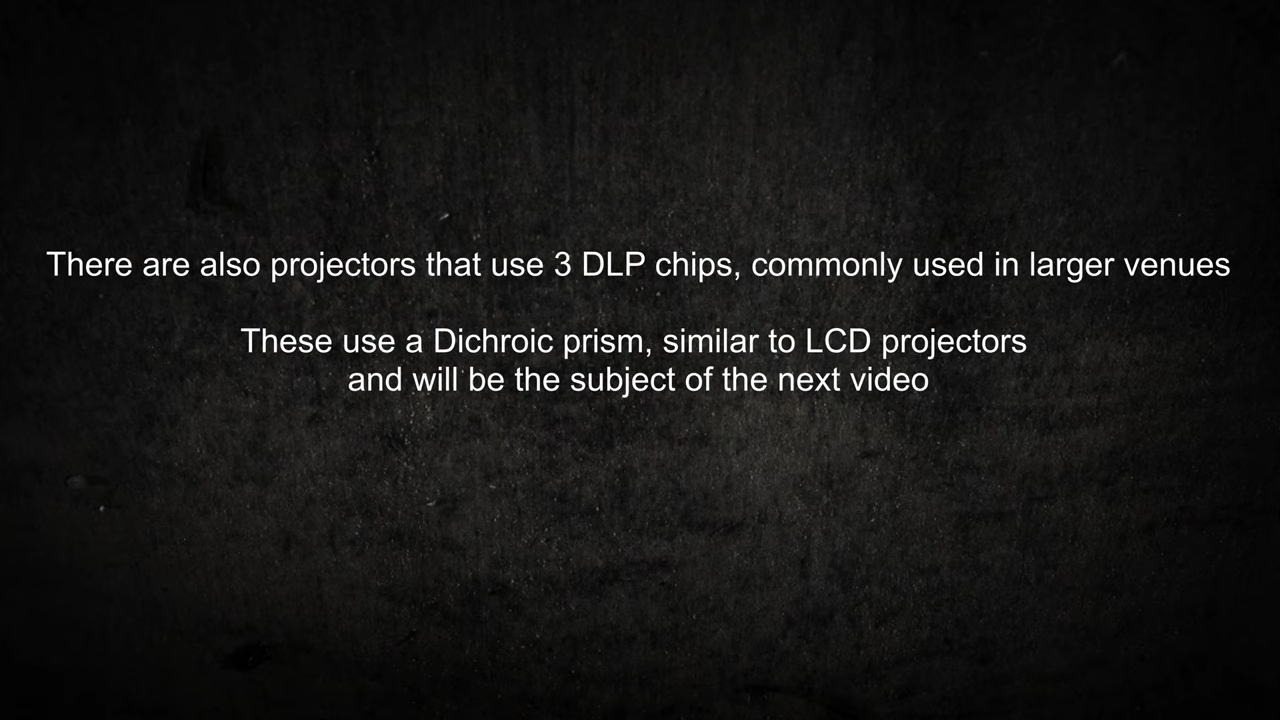 There are also projectors that use 3 DLP chips, commonly used in larger venues
These use a Dichroic prism, similar to LCD projectors
and will be the subject of the next video